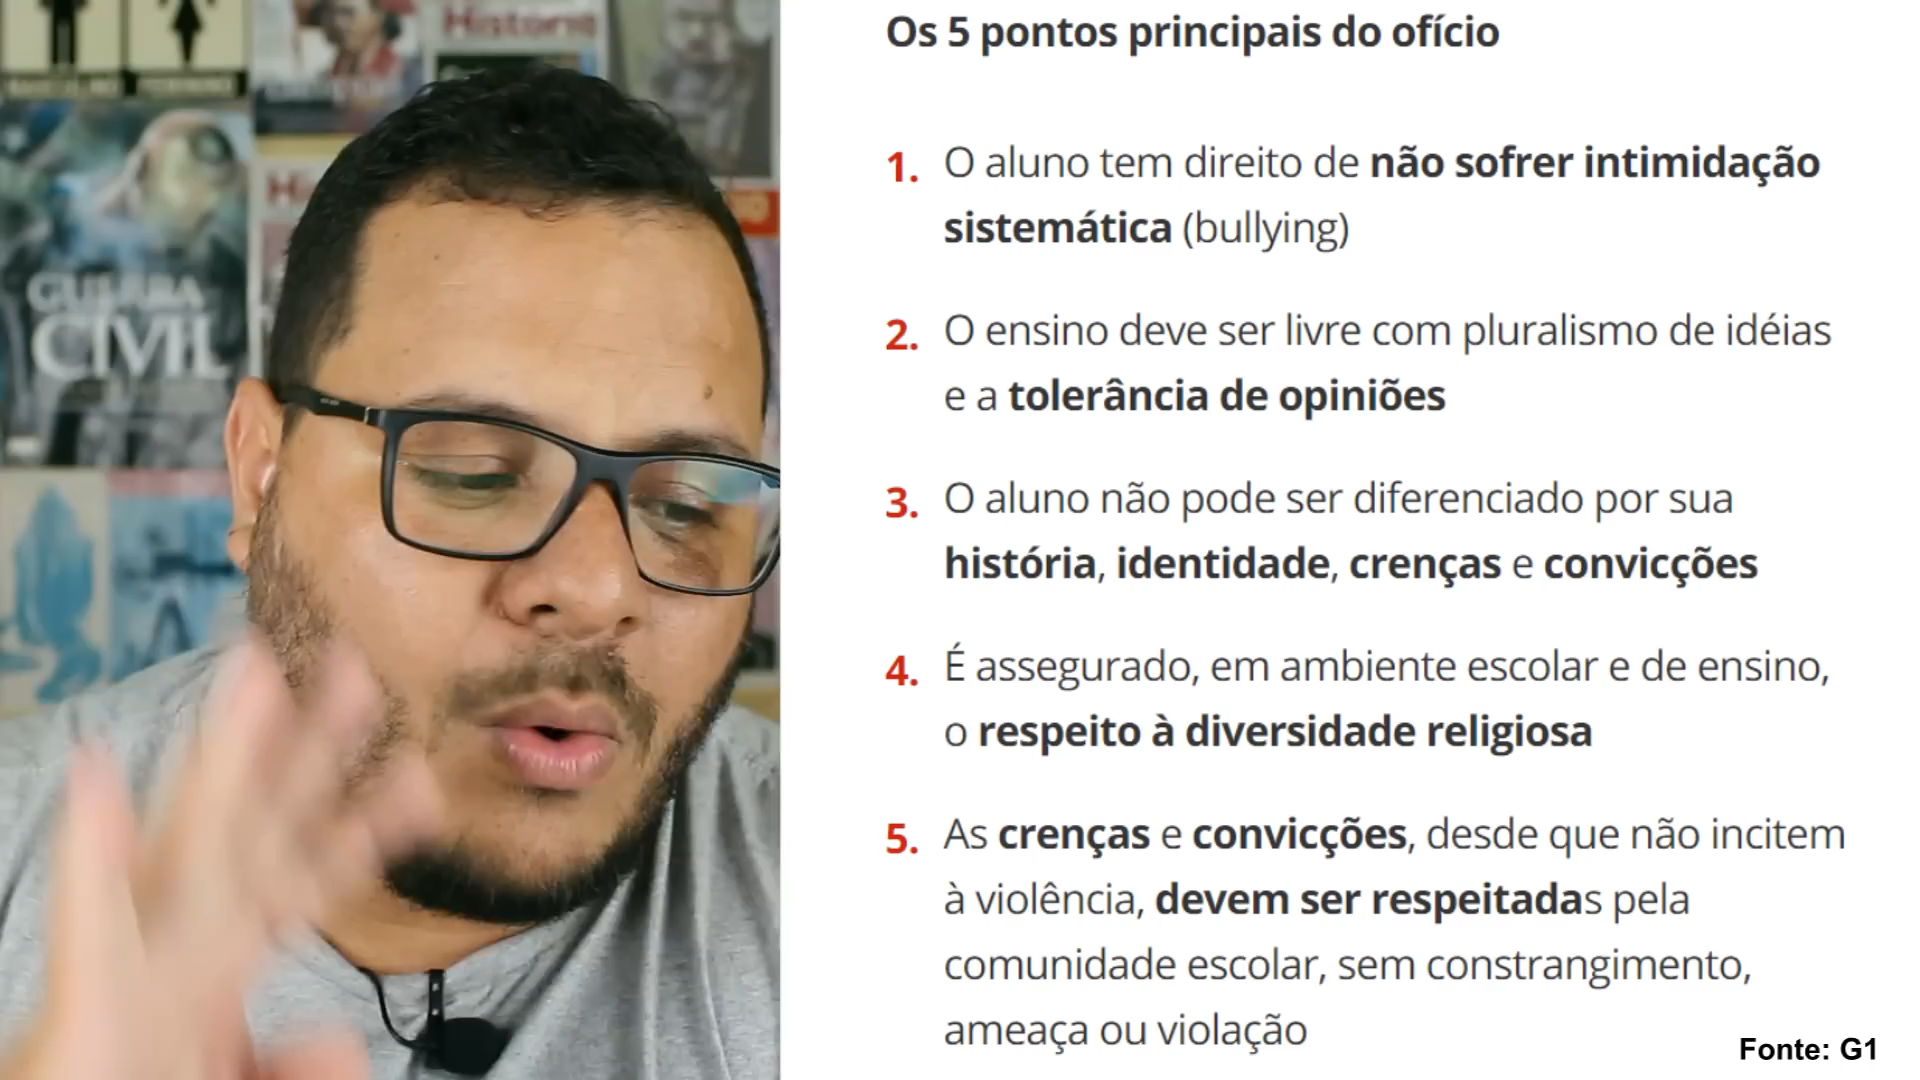 Os 5 pontos principais do ofício
1. O aluno tem direito de não sofrer intimidação
sistemática (bullying)
2. O ensino deve ser livre com pluralismo de idéias
e a tolerância de opiniões
3. O aluno não pode ser diferenciado por sua
história, identidade, crenças e convicções
4. É assegurado, em ambiente escolar e de ensino,
o respeito à diversidade religiosa
5. As crenças e convicções, desde que não incitem
à violência, devem ser respeitadas pela
comunidade escolar, sem constrangimento,
ameaça ou violação
Fonte: G1
GUERRA
CIVIL